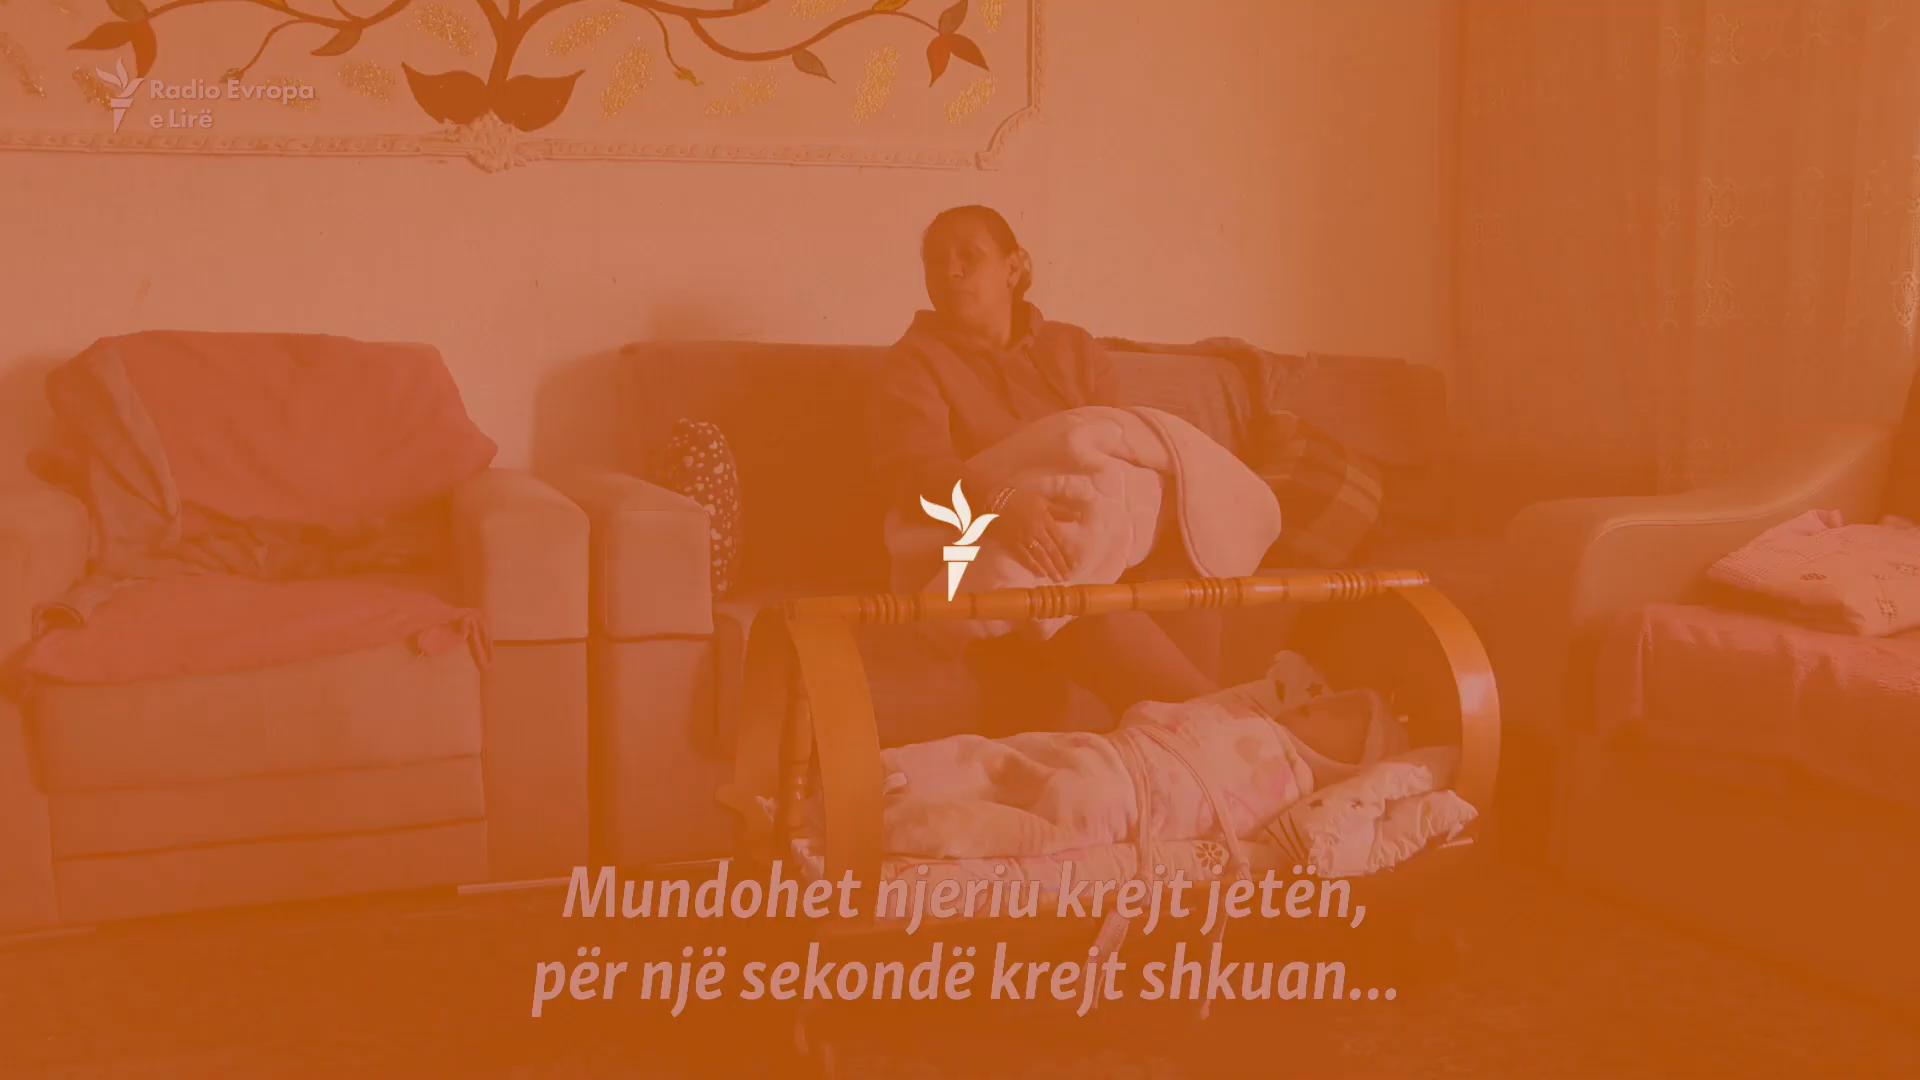 Radio Evropa
e Lirë
Mundohet njeriu krejt jetën,
për një sekondë krejt shkuan...